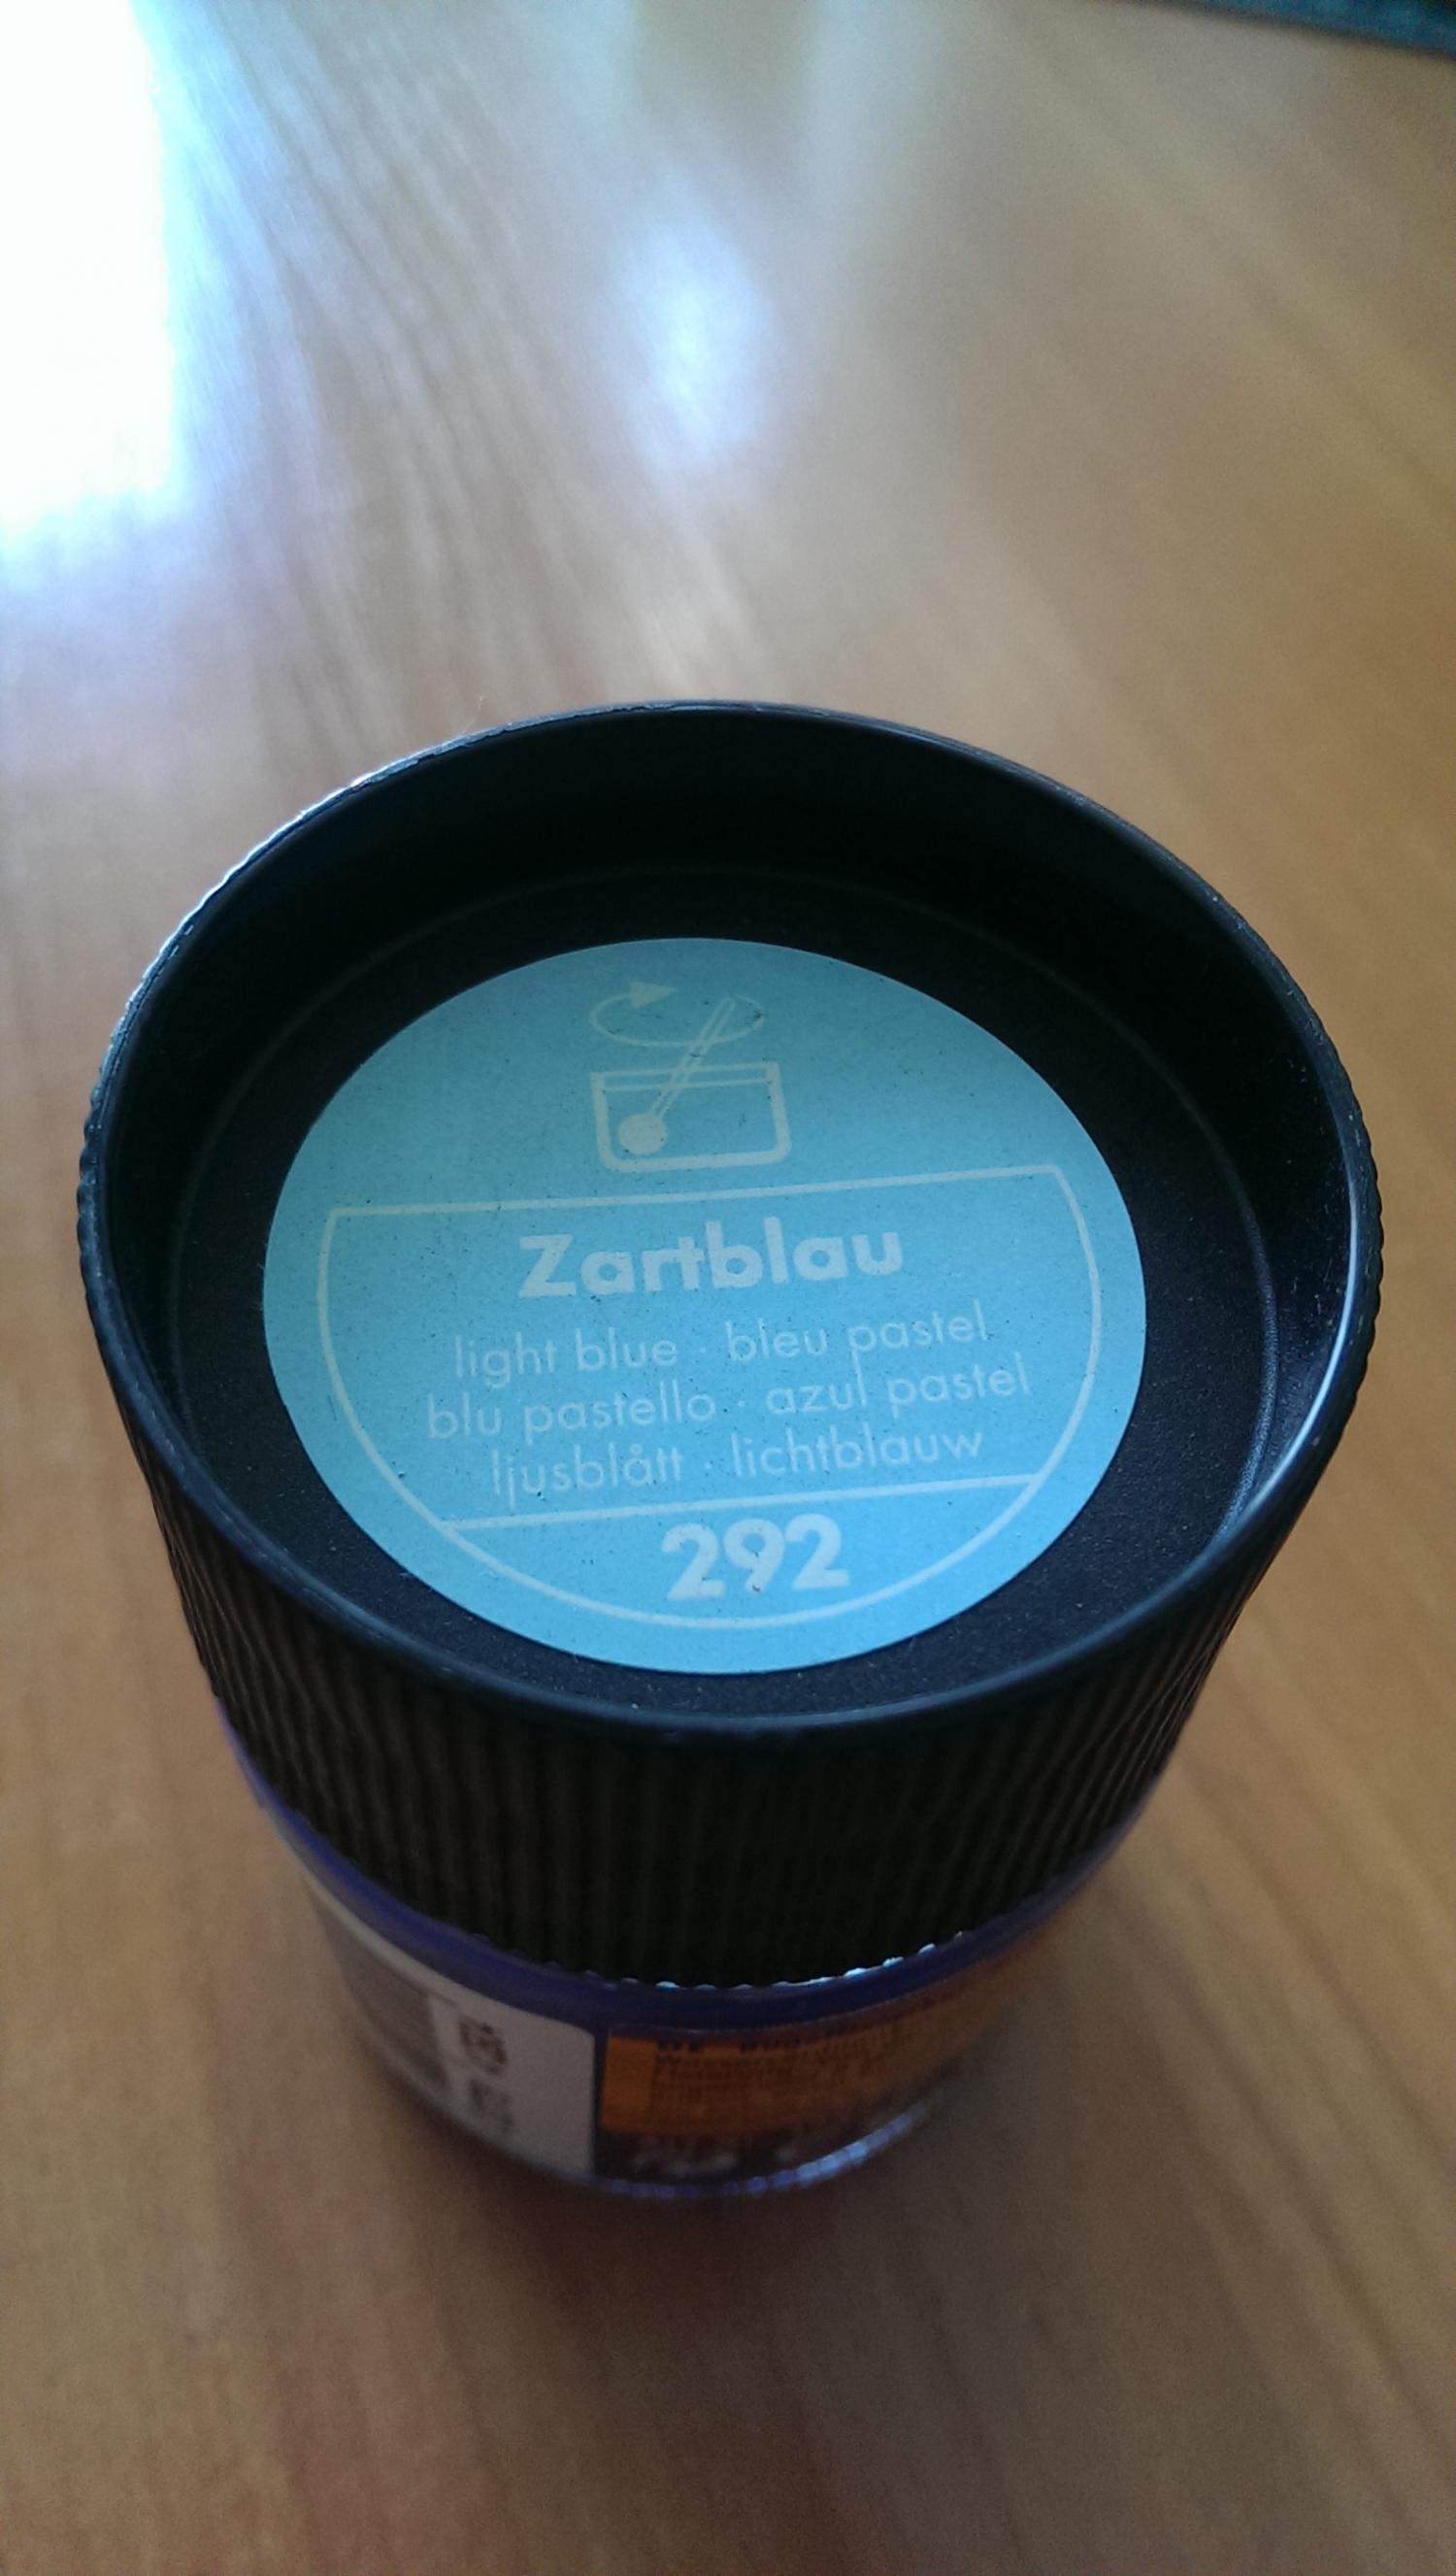 Zartblau
light blue · bleu pastel
blu pastello · azul pastel
ljusblått · lichtblauw
292